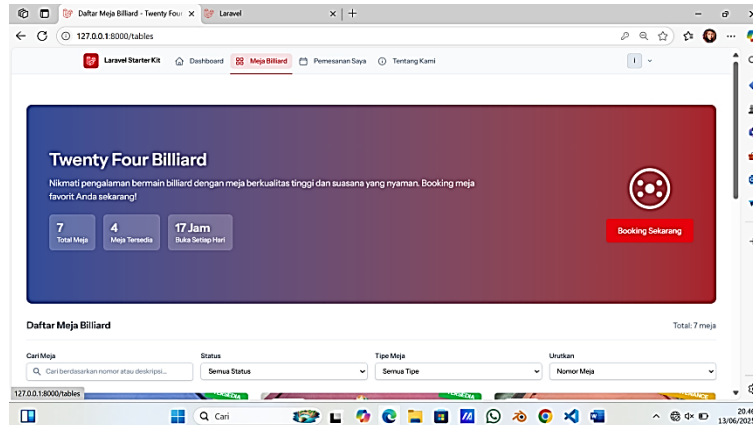 Daftar Meja Billiard - Twenty Four
Laravel
127.0.0.1:8000/tables
Laravel Starter Kit
Dashboard
Meja Billiard
Pemesanan Saya
Tentang Kami
I
Twenty Four Billiard
Nikmati pengalaman bermain billiard dengan meja berkualitas tinggi dan suasana yang nyaman. Booking meja
favorit Anda sekarang!
7
Total Meja
4
Meja Tersedia
17 Jam
Buka Setiap Hari
Booking Sekarang
Daftar Meja Billiard
Total: 7 meja
Cari Meja
Status
Tipe Meja
Urutkan
Cari berdasarkan nomor atau deskripsi...
Semua Status
Semua Tipe
Nomor Meja
127.0.0.1:8000/tables
TERSEDIA
TERSEDIA
Cari
20.46
13/06/2025